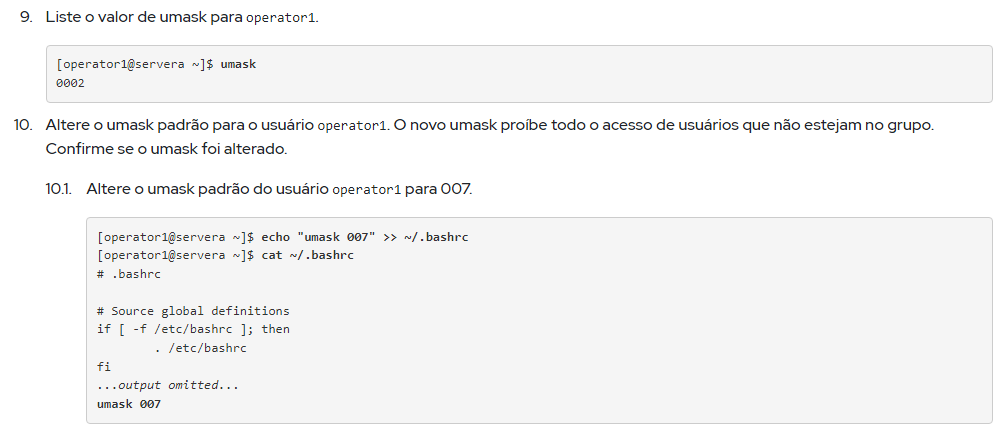 9. Liste o valor de umask para operator1.
[operator1@servera ~]$ umask
0002
10. Altere o umask padrão para o usuário operator1. O novo umask proíbe todo o acesso de usuários que não estejam no grupo.
Confirme se o umask foi alterado.
10.1. Altere o umask padrão do usuário operator1 para 007.
[operator1@servera ~]$ echo "umask 007" >> ~/.bashrc
[operator1@servera ~]$ cat ~/.bashrc
# .bashrc
# Source global definitions
if [ -f /etc/bashrc ]; then
        . /etc/bashrc
fi
...output omitted...
umask 007